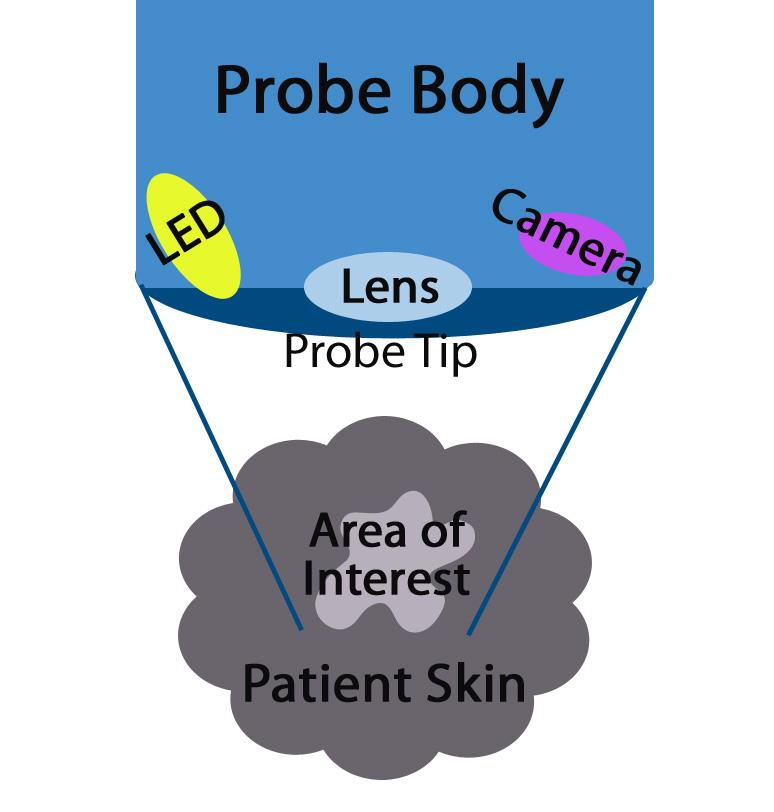 Probe Body
LED
Camera
Lens
Probe Tip
Area of
Interest
Patient Skin